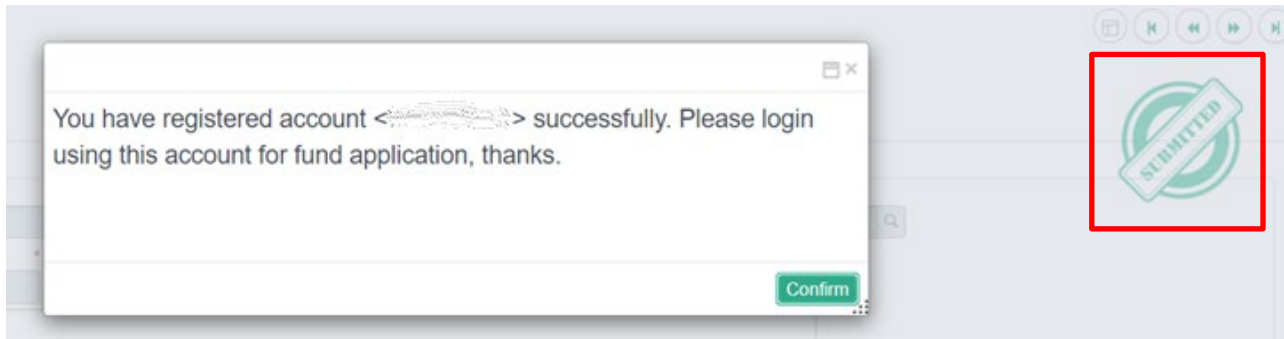 You have registered account < > successfully. Please login
using this account for fund application, thanks.
SUBMITTED
Confirm